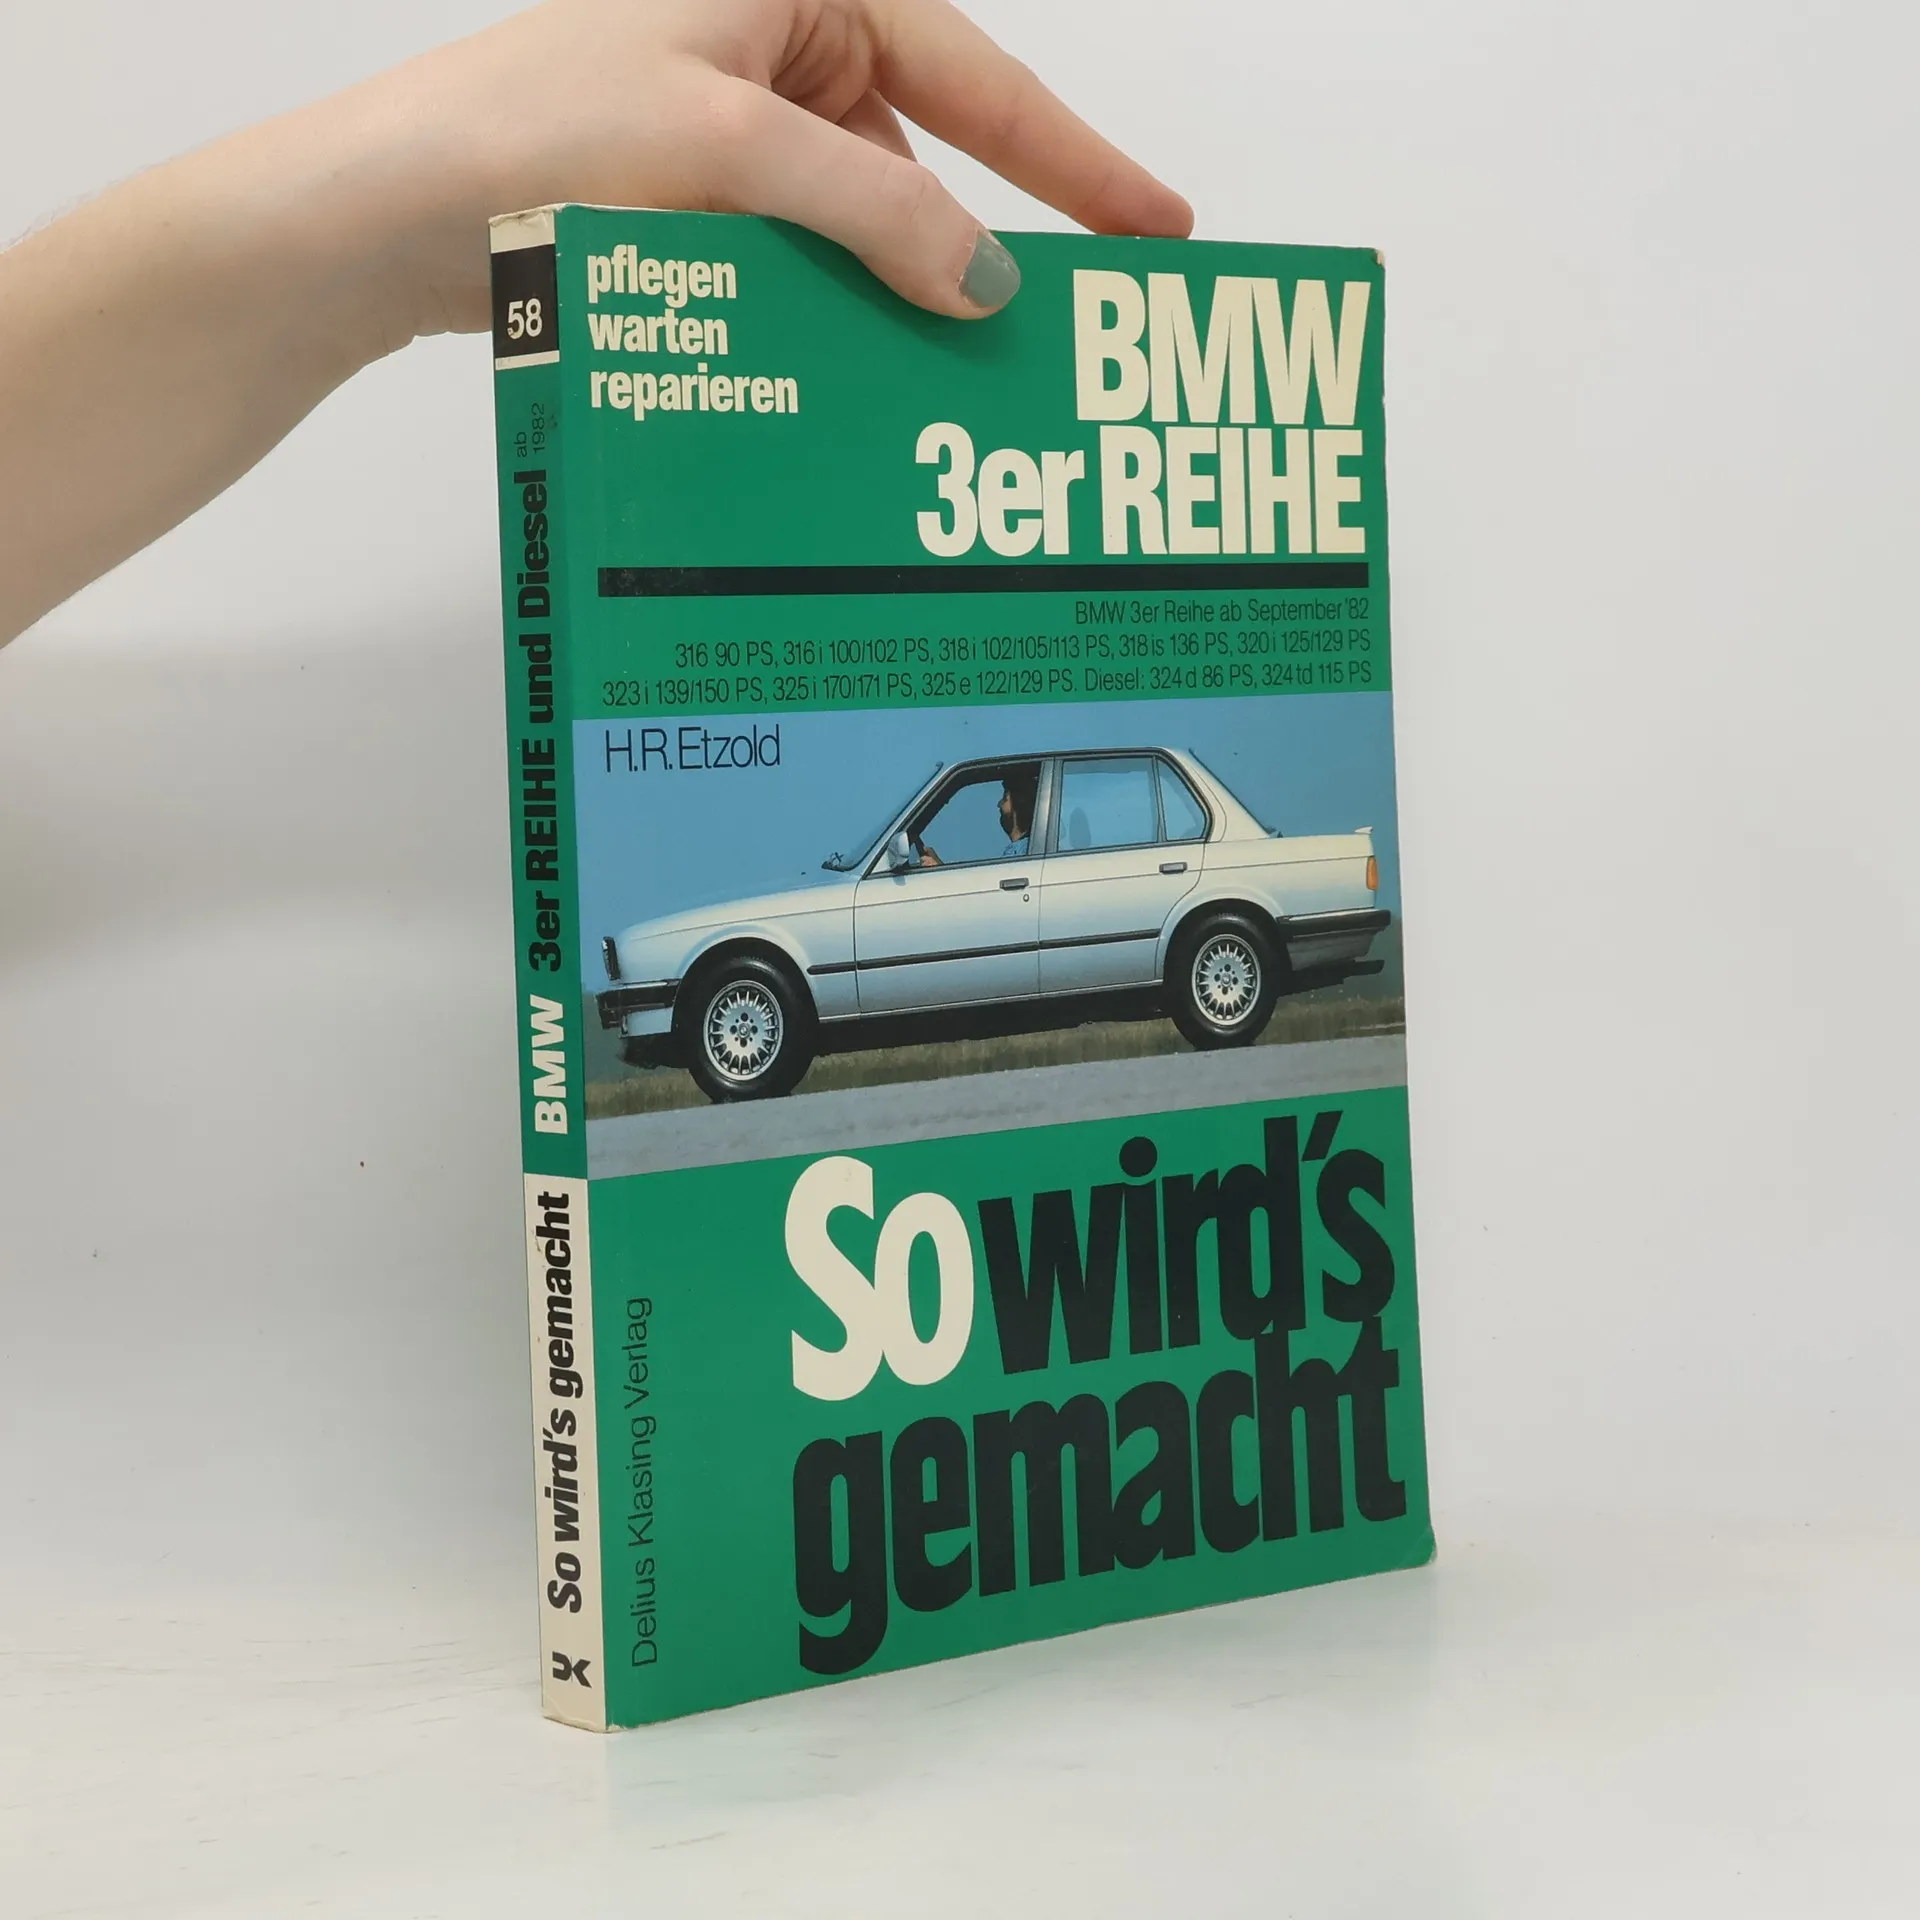 58
BMW 3er REIHE und Diesel ab 1982
So wird's gemacht
pflegen
warten
reparieren
BMW
3er REIHE
BMW 3er Reihe ab September '82
316 90 PS, 316 i 100/102 PS, 318 i 102/105/113 PS, 318 is 136 PS, 320 i 125/129 PS
323 i 139/150 PS, 325 i 170/171 PS, 325 e 122/129 PS. Diesel: 324 d 86 PS, 324 td 115 PS
H.R. Etzold
So wird's
gemacht
Delius Klasing Verlag